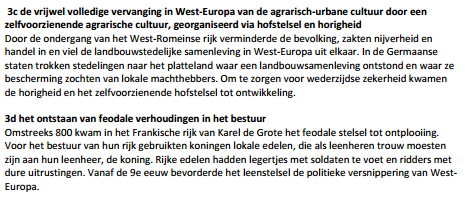 3c de vrijwel volledige vervanging in West-Europa van de agrarisch-urbane cultuur door een
zelfvoorzienende agrarische cultuur, georganiseerd via hofstelsel en horigheid
Door de ondergang van het West-Romeinse rijk verminderde de bevolking, zakten nijverheid en
handel in en viel de landbouwstedelijke samenleving in West-Europa uit elkaar. In de Germaanse
staten trokken stedelingen naar het platteland waar een landbouwsamenleving ontstond en waar ze
bescherming zochten van lokale machthebbers. Om te zorgen voor wederzijdse zekerheid kwamen
de horigheid en het zelfvoorzienende hofstelsel tot ontwikkeling.
3d het ontstaan van feodale verhoudingen in het bestuur
Omstreeks 800 kwam in het Frankische rijk van Karel de Grote het feodale stelsel tot ontplooiing.
Voor het bestuur van hun rijk gebruikten koningen lokale edelen, die als leenheren trouw moesten
zijn aan hun leenheer, de koning. Rijke edelen hadden legertjes met soldaten te voet en ridders met
dure uitrustingen. Vanaf de 9e eeuw bevorderde het leenstelsel de politieke versnippering van West-
Europa.